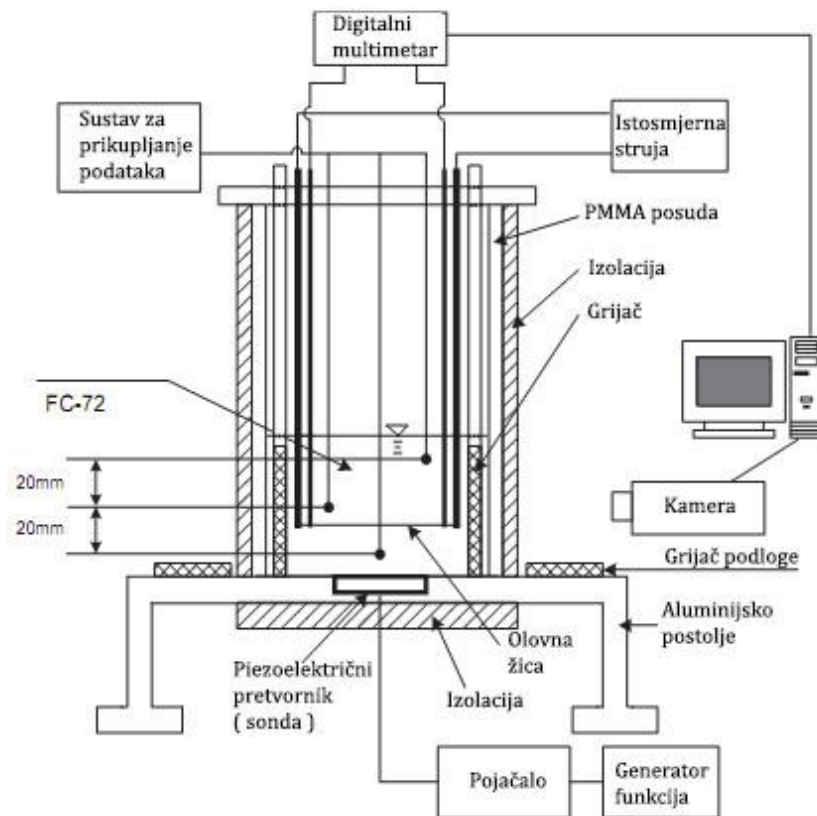 Digitalni
multimetar
Sustav za
prikupljanje
podataka
Istosmjerna
struja
PMMA posuda
Izolacija
Grijač
FC-72
20mm
20mm
Kamera
Grijač podloge
Aluminijsko
postolje
Olovna
žica
Piezoelektrični
pretvornik
( sonda )
Izolacija
Pojačalo
Generator
funkcija